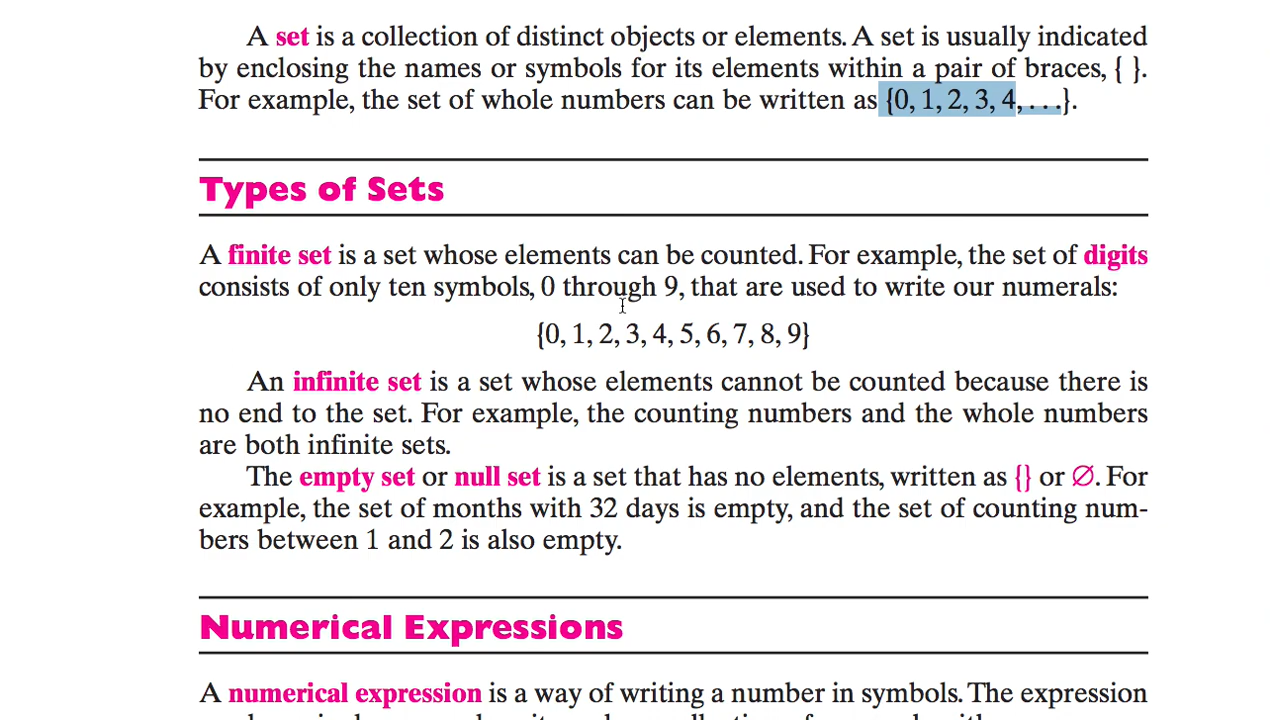 A set is a collection of distinct objects or elements. A set is usually indicated
by enclosing the names or symbols for its elements within a pair of braces, { }.
For example, the set of whole numbers can be written as {0, 1, 2, 3, 4, . . .}.
Types of Sets
A finite set is a set whose elements can be counted. For example, the set of digits
consists of only ten symbols, 0 through 9, that are used to write our numerals:
{0, 1, 2, 3, 4, 5, 6, 7, 8, 9}
An infinite set is a set whose elements cannot be counted because there is
no end to the set. For example, the counting numbers and the whole numbers
are both infinite sets.
The empty set or null set is a set that has no elements, written as {} or ∅. For
example, the set of months with 32 days is empty, and the set of counting num-
bers between 1 and 2 is also empty.
Numerical Expressions
A numerical expression is a way of writing a number in symbols. The expression